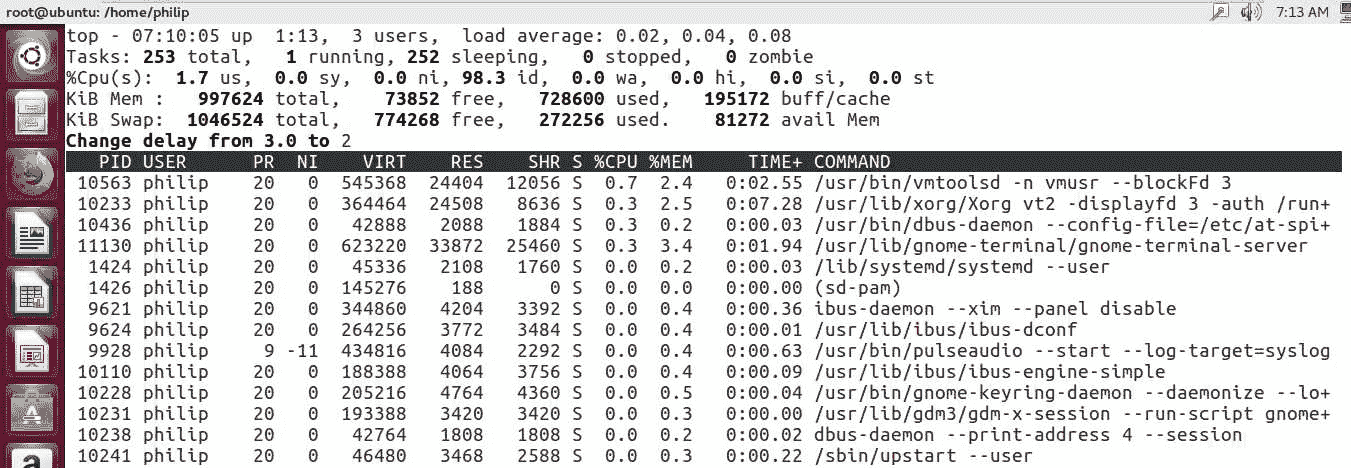 root@ubuntu: /home/philip 7:13 AM
top - 07:10:05 up  1:13,  3 users,  load average: 0.02, 0.04, 0.08
Tasks: 253 total,   1 running, 252 sleeping,   0 stopped,   0 zombie
%Cpu(s):  1.7 us,  0.0 sy,  0.0 ni, 98.3 id,  0.0 wa,  0.0 hi,  0.0 si,  0.0 st
KiB Mem :   997624 total,    73852 free,   728600 used,   195172 buff/cache
KiB Swap:  1046524 total,   774268 free,   272256 used.    81272 avail Mem
Change delay from 3.0 to 2
PID USER      PR  NI    VIRT    RES    SHR S %CPU %MEM     TIME+ COMMAND
10563 philip    20   0  545368  24404  12056 S  0.7  2.4   0:02.55 /usr/bin/vmtoolsd -n vmusr --blockFd 3
10233 philip    20   0  364464  24508   8636 S  0.3  2.5   0:07.28 /usr/lib/xorg/Xorg vt2 -displayfd 3 -auth /run+
10436 philip    20   0   42888   2088   1884 S  0.3  0.2   0:00.03 /usr/bin/dbus-daemon --config-file=/etc/at-spi+
11130 philip    20   0  623220  33872  25460 S  0.3  3.4   0:01.94 /usr/lib/gnome-terminal/gnome-terminal-server
1424 philip    20   0   45336   2108   1760 S  0.0  0.2   0:00.03 /lib/systemd/systemd --user
1426 philip    20   0  145276    188      0 S  0.0  0.0   0:00.00 (sd-pam)
9621 philip    20   0  344860   4204   3392 S  0.0  0.4   0:00.36 ibus-daemon --xim --panel disable
9624 philip    20   0  264256   3772   3484 S  0.0  0.4   0:00.01 /usr/lib/ibus/ibus-dconf
9928 philip     9 -11  434816   4084   2292 S  0.0  0.4   0:00.63 /usr/bin/pulseaudio --start --log-target=syslog
10110 philip    20   0  188388   4064   3756 S  0.0  0.4   0:00.09 /usr/lib/ibus/ibus-engine-simple
10228 philip    20   0  205216   4764   4360 S  0.0  0.5   0:00.04 /usr/bin/gnome-keyring-daemon --daemonize --lo+
10231 philip    20   0  193388   3420   3420 S  0.0  0.3   0:00.00 /usr/lib/gdm3/gdm-x-session --run-script gnome+
10238 philip    20   0   42764   1808   1808 S  0.0  0.2   0:00.02 dbus-daemon --print-address 4 --session
10241 philip    20   0   46480   3468   2588 S  0.0  0.3   0:00.22 /sbin/upstart --user